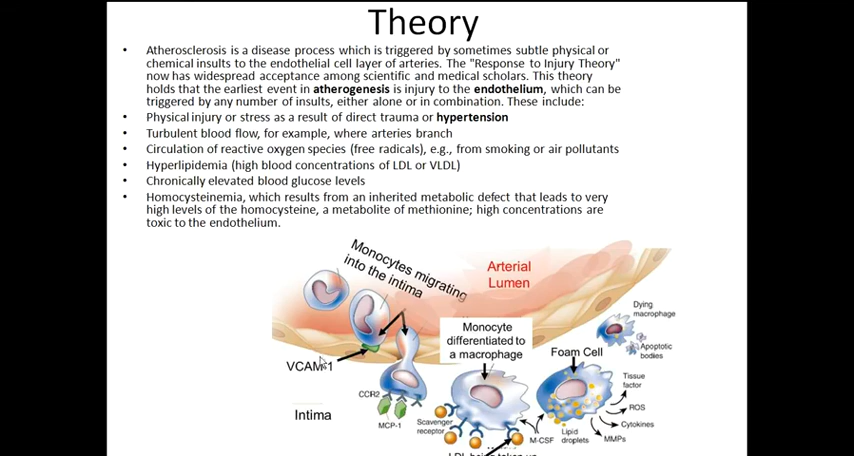 Theory
• Atherosclerosis is a disease process which is triggered by sometimes subtle physical or
chemical insults to the endothelial cell layer of arteries. The "Response to Injury Theory"
now has widespread acceptance among scientific and medical scholars. This theory
holds that the earliest event in atherogenesis is injury to the endothelium, which can be
triggered by any number of insults, either alone or in combination. These include:
• Physical injury or stress as a result of direct trauma or hypertension
• Turbulent blood flow, for example, where arteries branch
• Circulation of reactive oxygen species (free radicals), e.g., from smoking or air pollutants
• Hyperlipidemia (high blood concentrations of LDL or VLDL)
• Chronically elevated blood glucose levels
• Homocysteinemia, which results from an inherited metabolic defect that leads to very
high levels of the homocysteine, a metabolite of methionine; high concentrations are
toxic to the endothelium.
Monocytes migrating
into the intima
Arterial
Lumen
Dying
macrophage
Monocyte
differentiated to
a macrophage
Apoptotic
bodies
Foam Cell
VCAM-1
Tissue
factor
CCR2
ROS
Intima
MCP-1
Scavenger
receptor
Cytokines
M-CSF
Lipid
droplets
MMPs